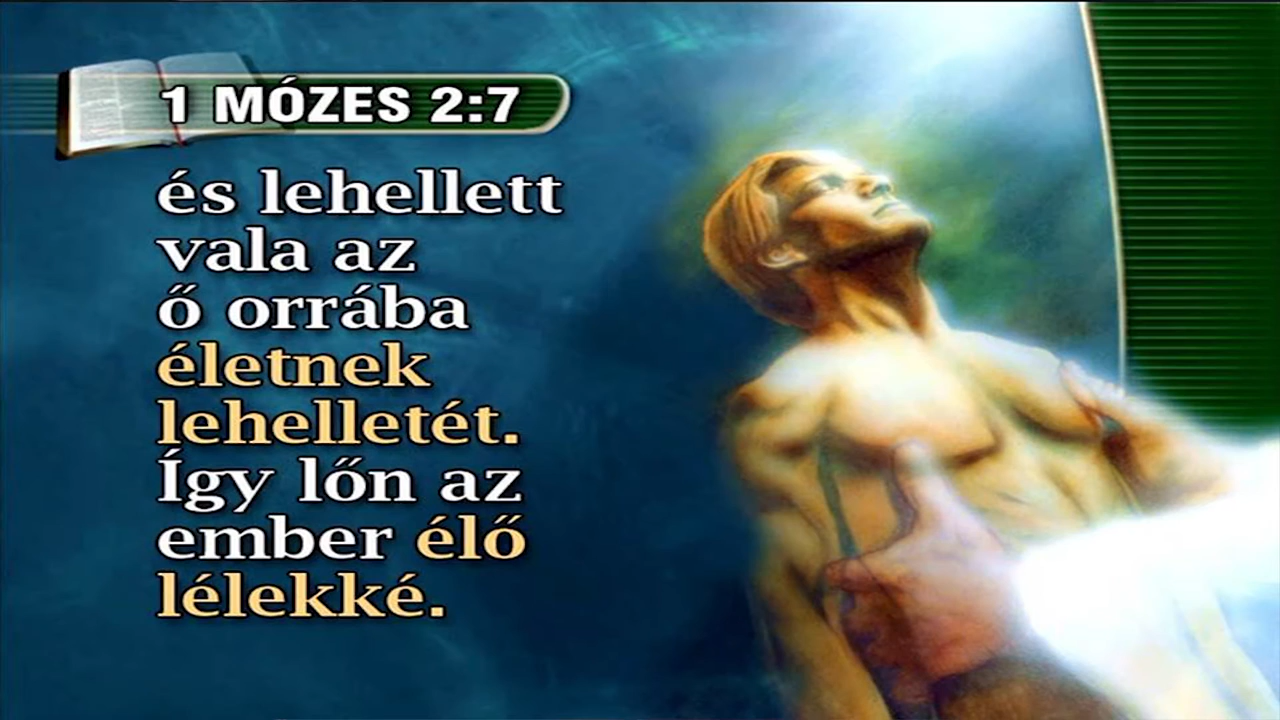 1 MÓZES 2:7
és lehellett
vala az
ő orrába
életnek
lehelletét.
Így lőn az
ember élő
lélekké.